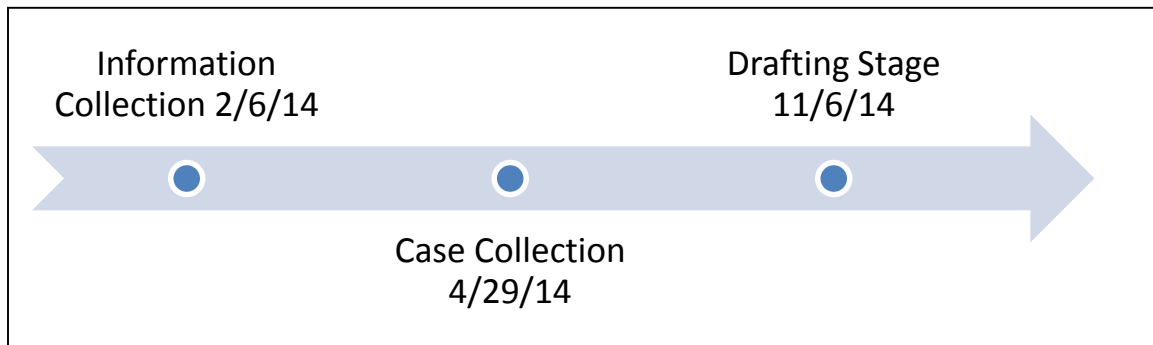 Information
Collection 2/6/14
Case Collection
4/29/14
Drafting Stage
11/6/14